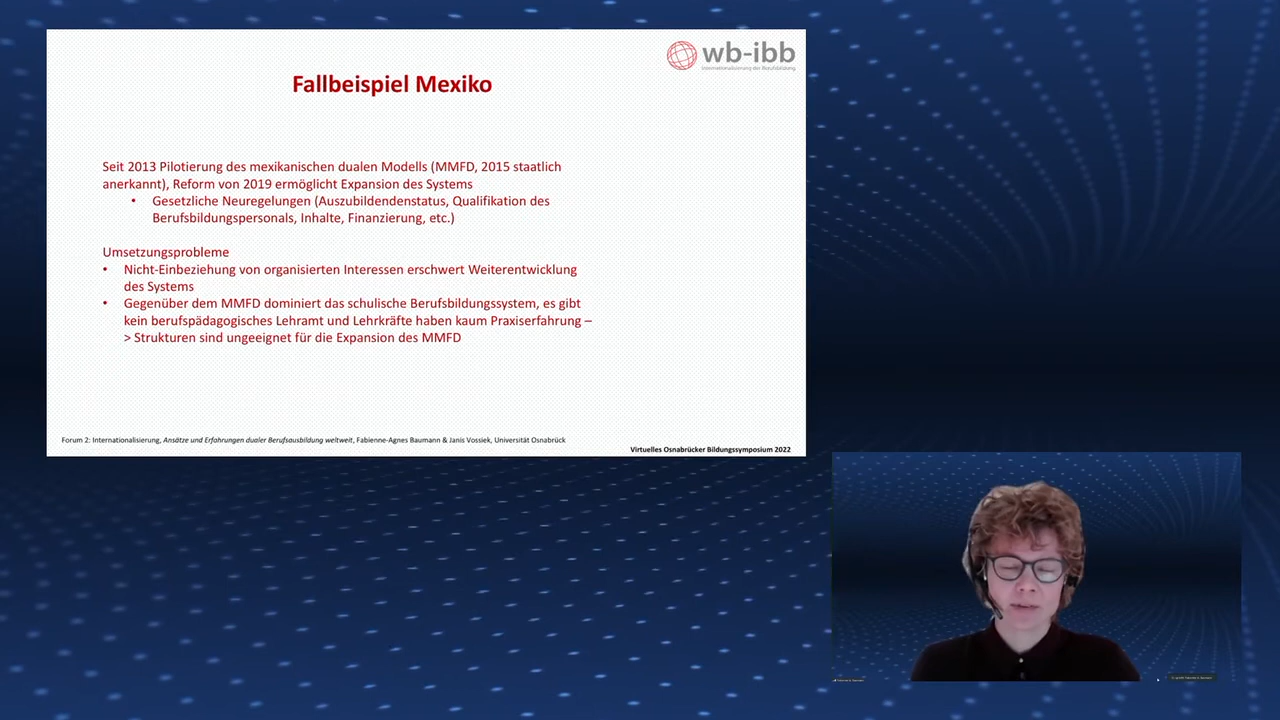 wb-ibb
Internationalisierung der Berufsbildung
Fallbeispiel Mexiko
Seit 2013 Pilotierung des mexikanischen dualen Modells (MMFD, 2015 staatlich
anerkannt), Reform von 2019 ermöglicht Expansion des Systems
• Gesetzliche Neuregelungen (Auszubildendenstatus, Qualifikation des
Berufsbildungspersonals, Inhalte, Finanzierung, etc.)
Umsetzungsprobleme
• Nicht-Einbeziehung von organisierten Interessen erschwert Weiterentwicklung
des Systems
• Gegenüber dem MMFD dominiert das schulische Berufsbildungssystem, es gibt
kein berufspädagogisches Lehramt und Lehrkräfte haben kaum Praxiserfahrung –
> Strukturen sind ungeeignet für die Expansion des MMFD
Forum 2: Internationalisierung, Ansätze und Erfahrungen dualer Berufsausbildung weltweit, Fabienne-Agnes Baumann & Janis Vossiek, Universität Osnabrück
Virtuelles Osnabrücker Bildungssymposium 2022